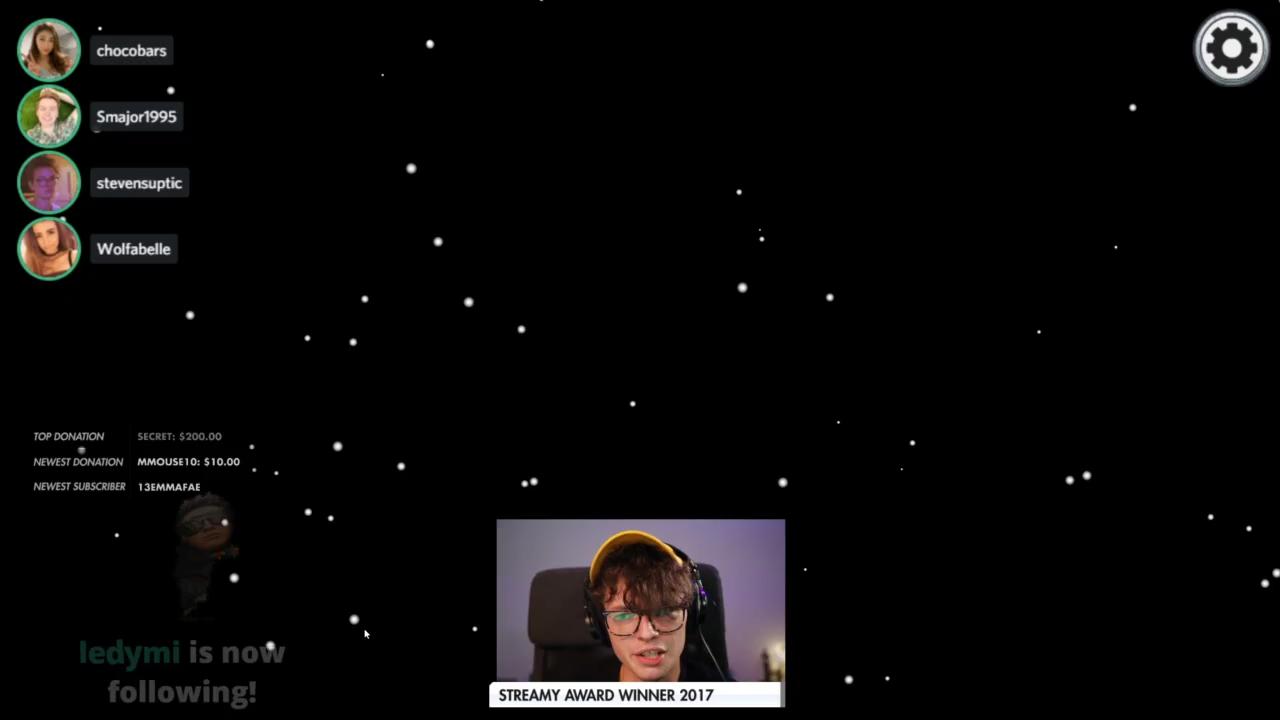 chocobars
Smajor1995
stevensuptic
Wolfabelle
TOP DONATION SECRET: $200.00
NEWEST DONATION MMOUSE10: $10.00
NEWEST SUBSCRIBER 13EMMAFAE
ledymi is now
following!
STREAMY AWARD WINNER 2017